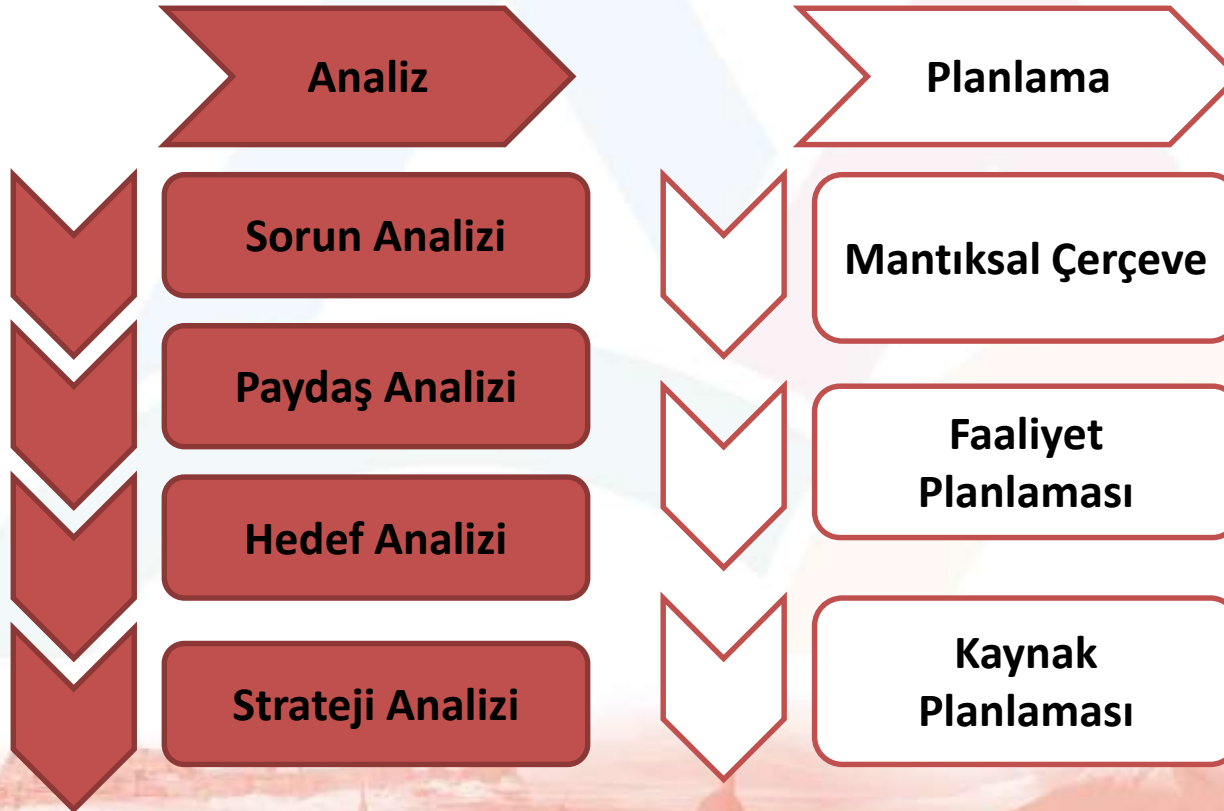 Analiz
Sorun Analizi
Paydaş Analizi
Hedef Analizi
Strateji Analizi
Planlama
Mantıksal Çerçeve
Faaliyet
Planlaması
Kaynak
Planlaması